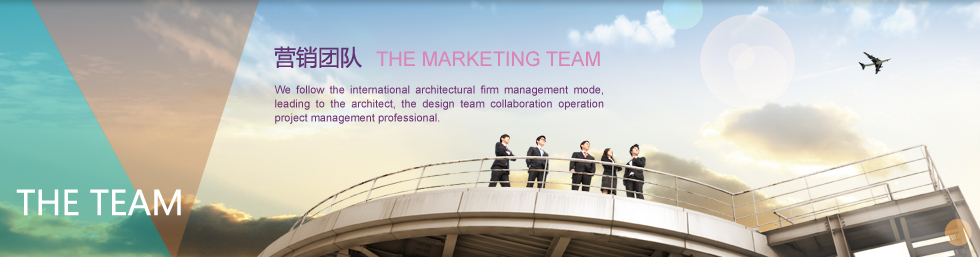 营销团队 THE MARKETING TEAM
We follow the international architectural firm management mode,
leading to the architect, the design team collaboration operation
project management professional.
THE TEAM